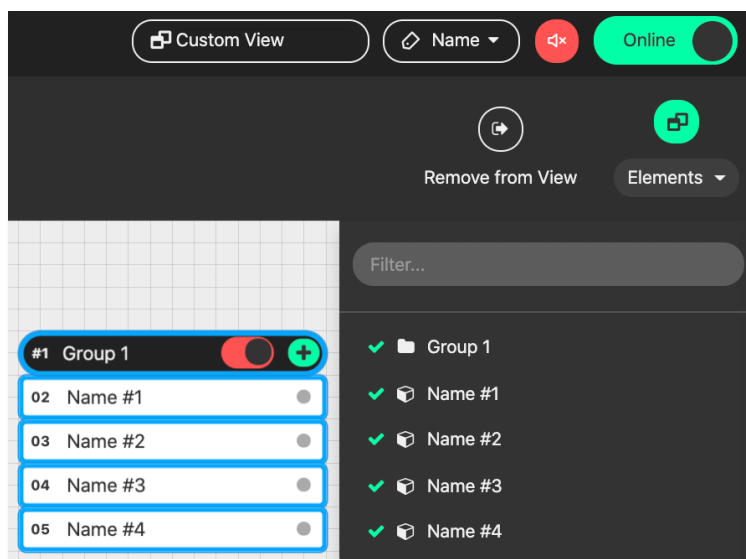 Custom View
Name
Online
Remove from View
Elements
Filter...
#1 Group 1
02 Name #1
03 Name #2
04 Name #3
05 Name #4
Group 1
Name #1
Name #2
Name #3
Name #4